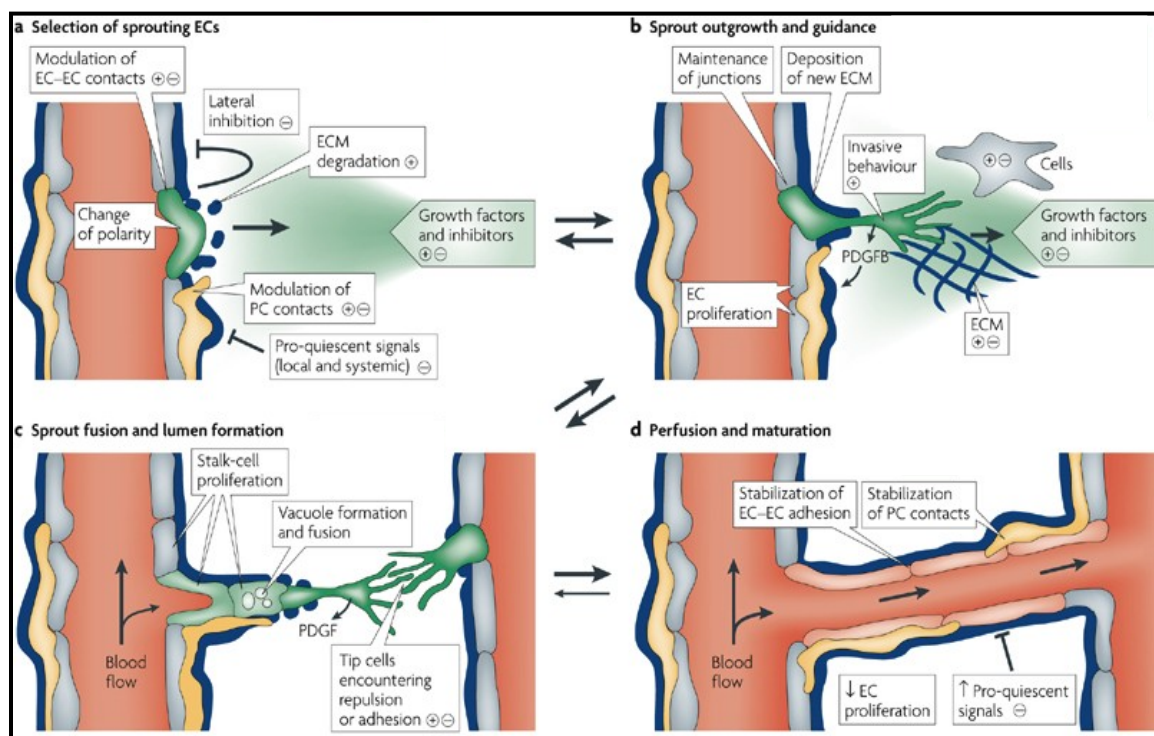 a Selection of sprouting ECs
Modulation of
EC–EC contacts ⊕⊖
Lateral
inhibition ⊖
ECM
degradation ⊕
Change
of polarity
Growth factors
and inhibitors
⊕⊖
Modulation of
PC contacts ⊕⊖
Pro-quiescent signals
(local and systemic) ⊖
b Sprout outgrowth and guidance
Maintenance
of junctions
Deposition
of new ECM
Invasive
behaviour
⊕
⊕⊖
Cells
Growth factors
and inhibitors
⊕⊖
PDGFB
EC
proliferation
ECM
⊕⊖
c Sprout fusion and lumen formation
Stalk-cell
proliferation
Vacuole formation
and fusion
PDGF
Blood
flow
Tip cells
encountering
repulsion
or adhesion ⊕⊖
d Perfusion and maturation
Stabilization of
EC–EC adhesion
Stabilization
of PC contacts
Blood
flow
↓ EC
proliferation
↑ Pro-quiescent
signals ⊖